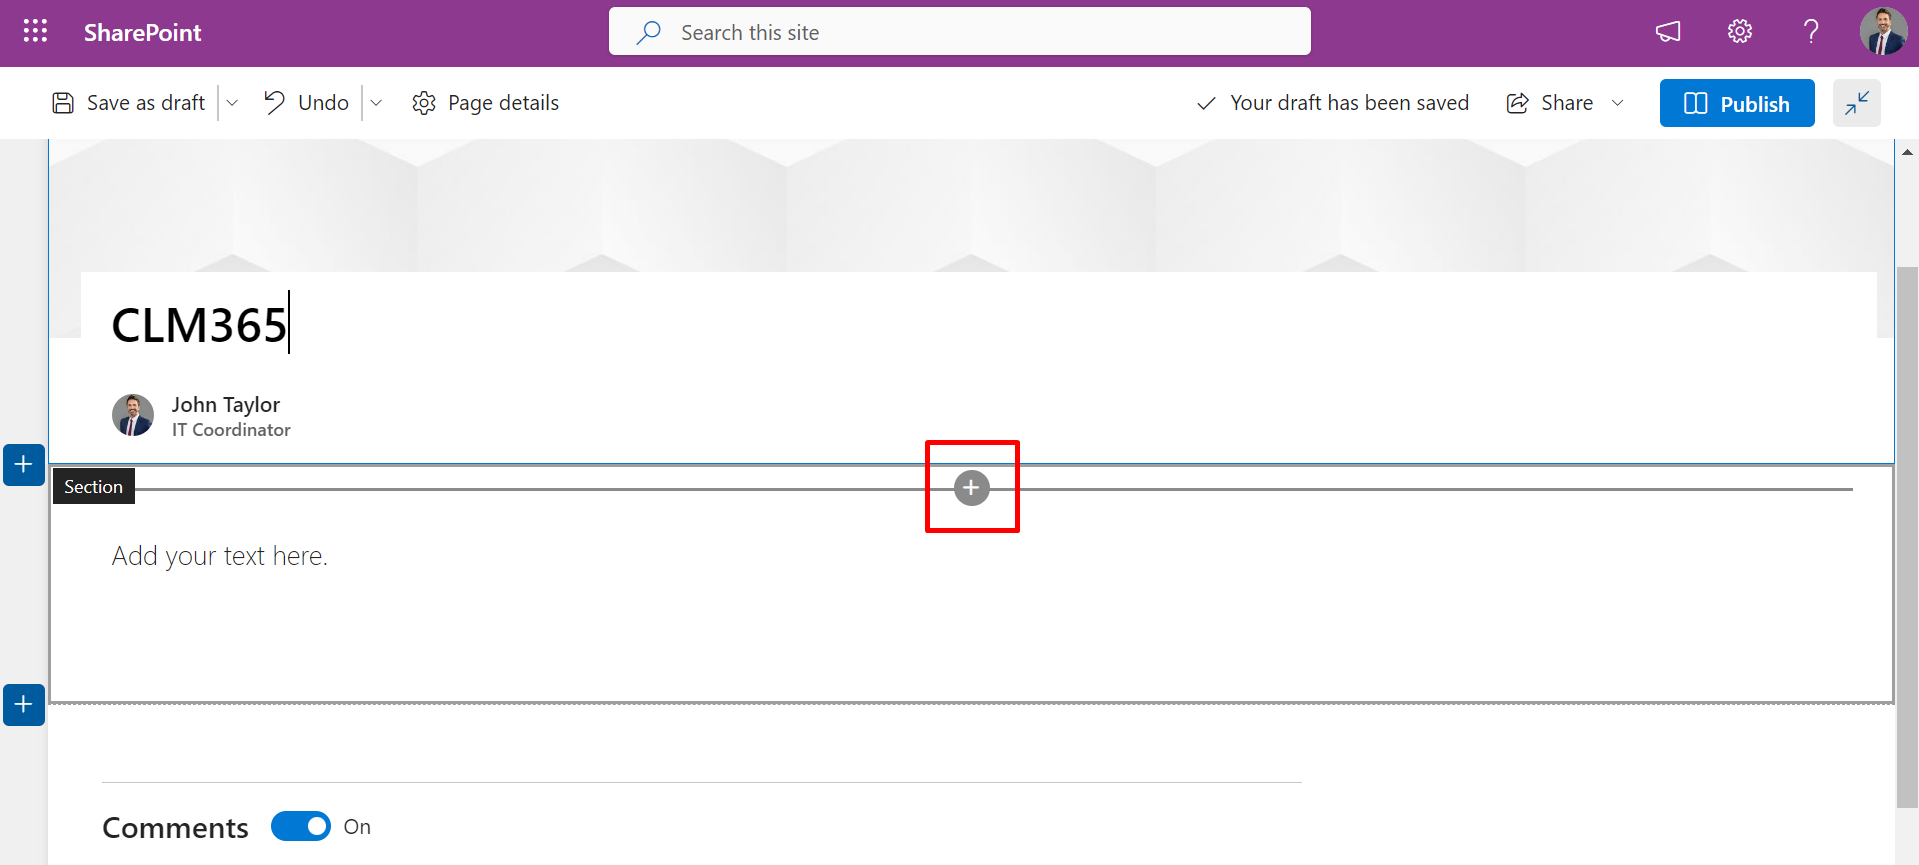 SharePoint
Search this site
Save as draft
Undo
Page details
Your draft has been saved
Share
Publish
CLM365
John Taylor
IT Coordinator
Section
Add your text here.
Comments
On